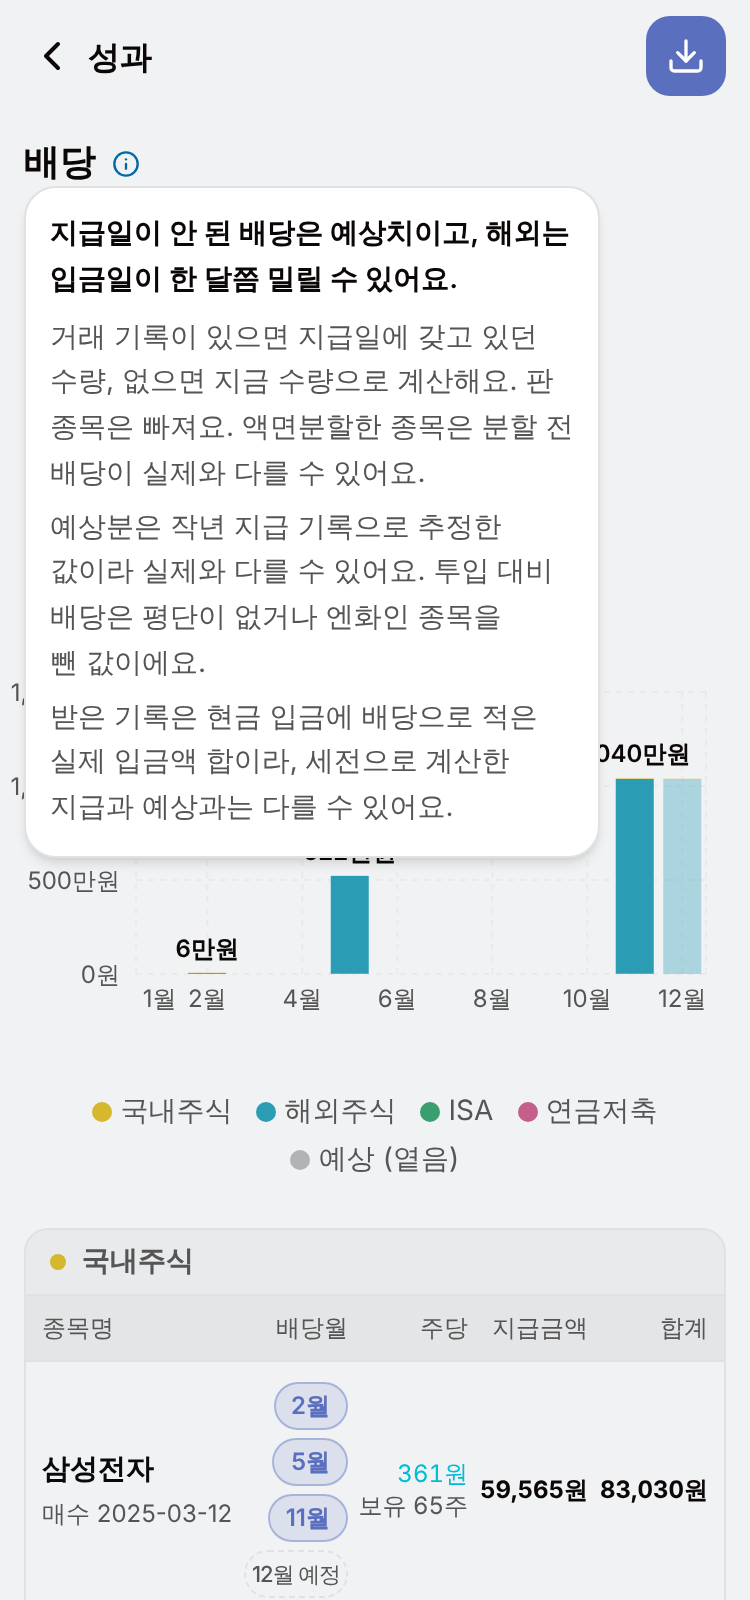 성과
배당
지급일이 안 된 배당은 예상치이고, 해외는
입금일이 한 달쯤 밀릴 수 있어요.
거래 기록이 있으면 지급일에 갖고 있던
수량, 없으면 지금 수량으로 계산해요. 판
종목은 빠져요. 액면분할한 종목은 분할 전
배당이 실제와 다를 수 있어요.
예상분은 작년 지급 기록으로 추정한
값이라 실제와 다를 수 있어요. 투입 대비
배당은 평단이 없거나 엔화인 종목을
뺀 값이에요.
받은 기록은 현금 입금에 배당으로 적은
실제 입금액 합이라, 세전으로 계산한
지급과 예상과는 다를 수 있어요.
1,
040만원
1,
500만원
6만원
0원
1월 2월 4월 6월 8월 10월 12월
국내주식 해외주식 ISA 연금저축
예상 (옅음)
국내주식
종목명 배당월 주당 지급금액 합계
2월
5월
삼성전자 361원 59,565원 83,030원
매수 2025-03-12 11월 보유 65주
12월 예정